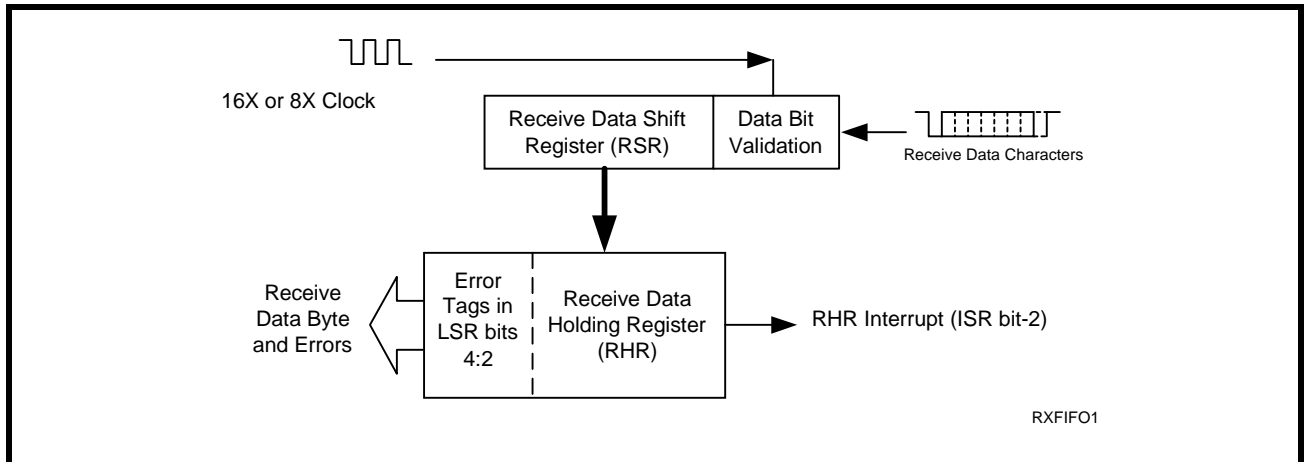 16X or 8X Clock
Receive Data Shift
Register (RSR)
Data Bit
Validation
Receive Data Characters
Receive
Data Byte
and Errors
Error
Tags in
LSR bits
4:2
Receive Data
Holding Register
(RHR)
RHR Interrupt (ISR bit-2)
RXFIFO1